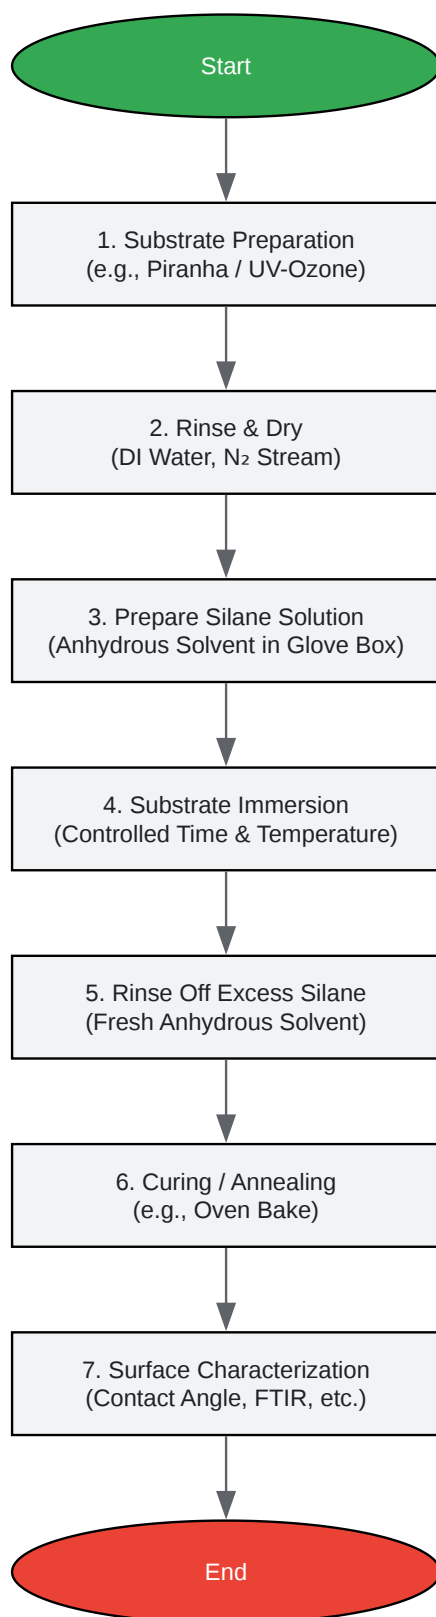 Start
1. Substrate Preparation
(e.g., Piranha / UV-Ozone)
2. Rinse & Dry
(DI Water, N₂ Stream)
3. Prepare Silane Solution
(Anhydrous Solvent in Glove Box)
4. Substrate Immersion
(Controlled Time & Temperature)
5. Rinse Off Excess Silane
(Fresh Anhydrous Solvent)
6. Curing / Annealing
(e.g., Oven Bake)
7. Surface Characterization
(Contact Angle, FTIR, etc.)
End